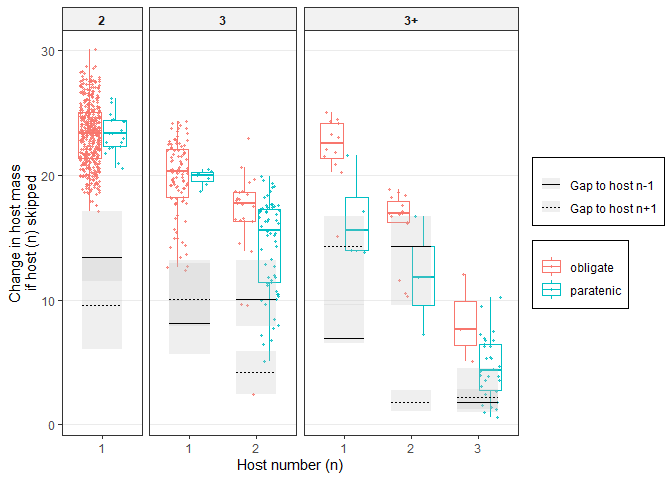 2
3
3+
30
20
10
0
Change in host mass
if host (n) skipped
1
1
2
1
2
3
Host number (n)
Gap to host n-1
Gap to host n+1
obligate
paratenic